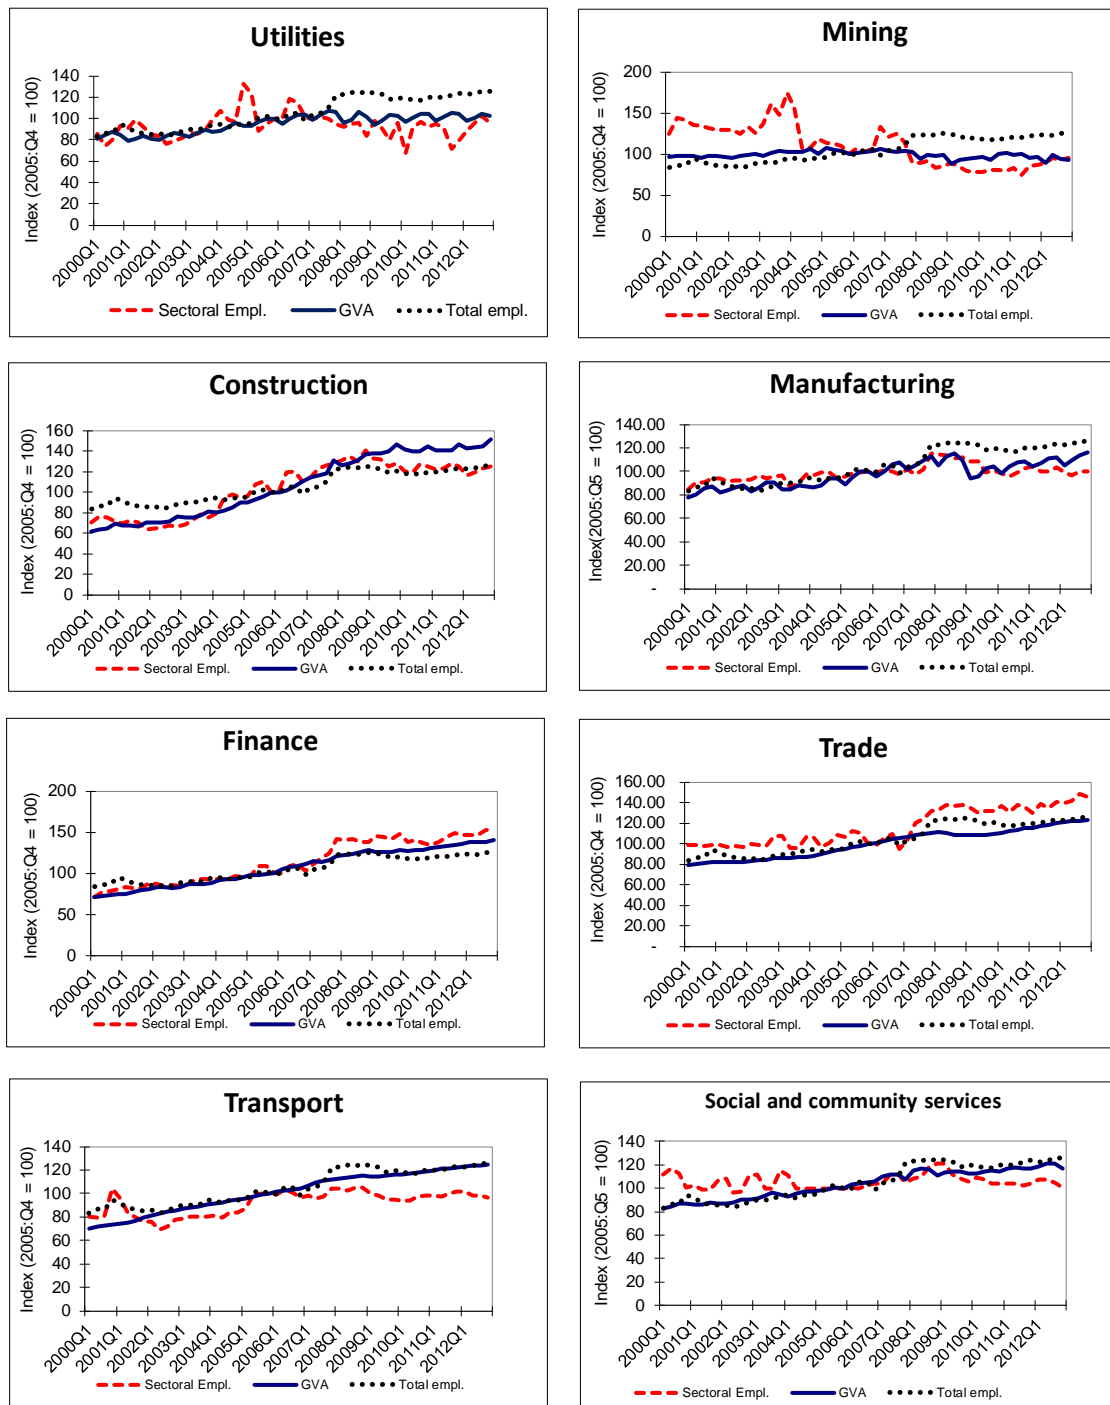 Utilities
Index (2005:Q4 = 100)
140
120
100
80
60
40
20
0
2000Q1 2001Q1 2002Q1 2003Q1 2004Q1 2005Q1 2006Q1 2007Q1 2008Q1 2009Q1 2010Q1 2011Q1 2012Q1
Sectoral Empl. GVA Total empl.
Mining
Index (2005:Q4 = 100)
200
150
100
50
0
2000Q1 2001Q1 2002Q1 2003Q1 2004Q1 2005Q1 2006Q1 2007Q1 2008Q1 2009Q1 2010Q1 2011Q1 2012Q1
Sectoral Empl. GVA Total empl.
Construction
Index (2005:Q4 = 100)
160
140
120
100
80
60
40
20
0
2000Q1 2001Q1 2002Q1 2003Q1 2004Q1 2005Q1 2006Q1 2007Q1 2008Q1 2009Q1 2010Q1 2011Q1 2012Q1
Sectoral Empl. GVA Total empl.
Manufacturing
Index(2005:Q5 = 100)
140.00
120.00
100.00
80.00
60.00
40.00
20.00
-
2000Q1 2001Q1 2002Q1 2003Q1 2004Q1 2005Q1 2006Q1 2007Q1 2008Q1 2009Q1 2010Q1 2011Q1 2012Q1
Sectoral Empl. GVA Total empl.
Finance
Index (2005:Q4 = 100)
200
150
100
50
0
2000Q1 2001Q1 2002Q1 2003Q1 2004Q1 2005Q1 2006Q1 2007Q1 2008Q1 2009Q1 2010Q1 2011Q1 2012Q1
Sectoral Empl. GVA Total empl.
Trade
Index (2005:Q4 = 100)
160.00
140.00
120.00
100.00
80.00
60.00
40.00
20.00
-
2000Q1 2001Q1 2002Q1 2003Q1 2004Q1 2005Q1 2006Q1 2007Q1 2008Q1 2009Q1 2010Q1 2011Q1 2012Q1
Sectoral Empl. GVA Total empl.
Transport
Index (2005:Q4 = 100)
140
120
100
80
60
40
20
0
2000Q1 2001Q1 2002Q1 2003Q1 2004Q1 2005Q1 2006Q1 2007Q1 2008Q1 2009Q1 2010Q1 2011Q1 2012Q1
Sectoral Empl. GVA Total empl.
Social and community services
Index (2005:Q5 = 100)
140
120
100
80
60
40
20
0
2000Q1 2001Q1 2002Q1 2003Q1 2004Q1 2005Q1 2006Q1 2007Q1 2008Q1 2009Q1 2010Q1 2011Q1 2012Q1
Sectoral Empl. GVA Total empl.